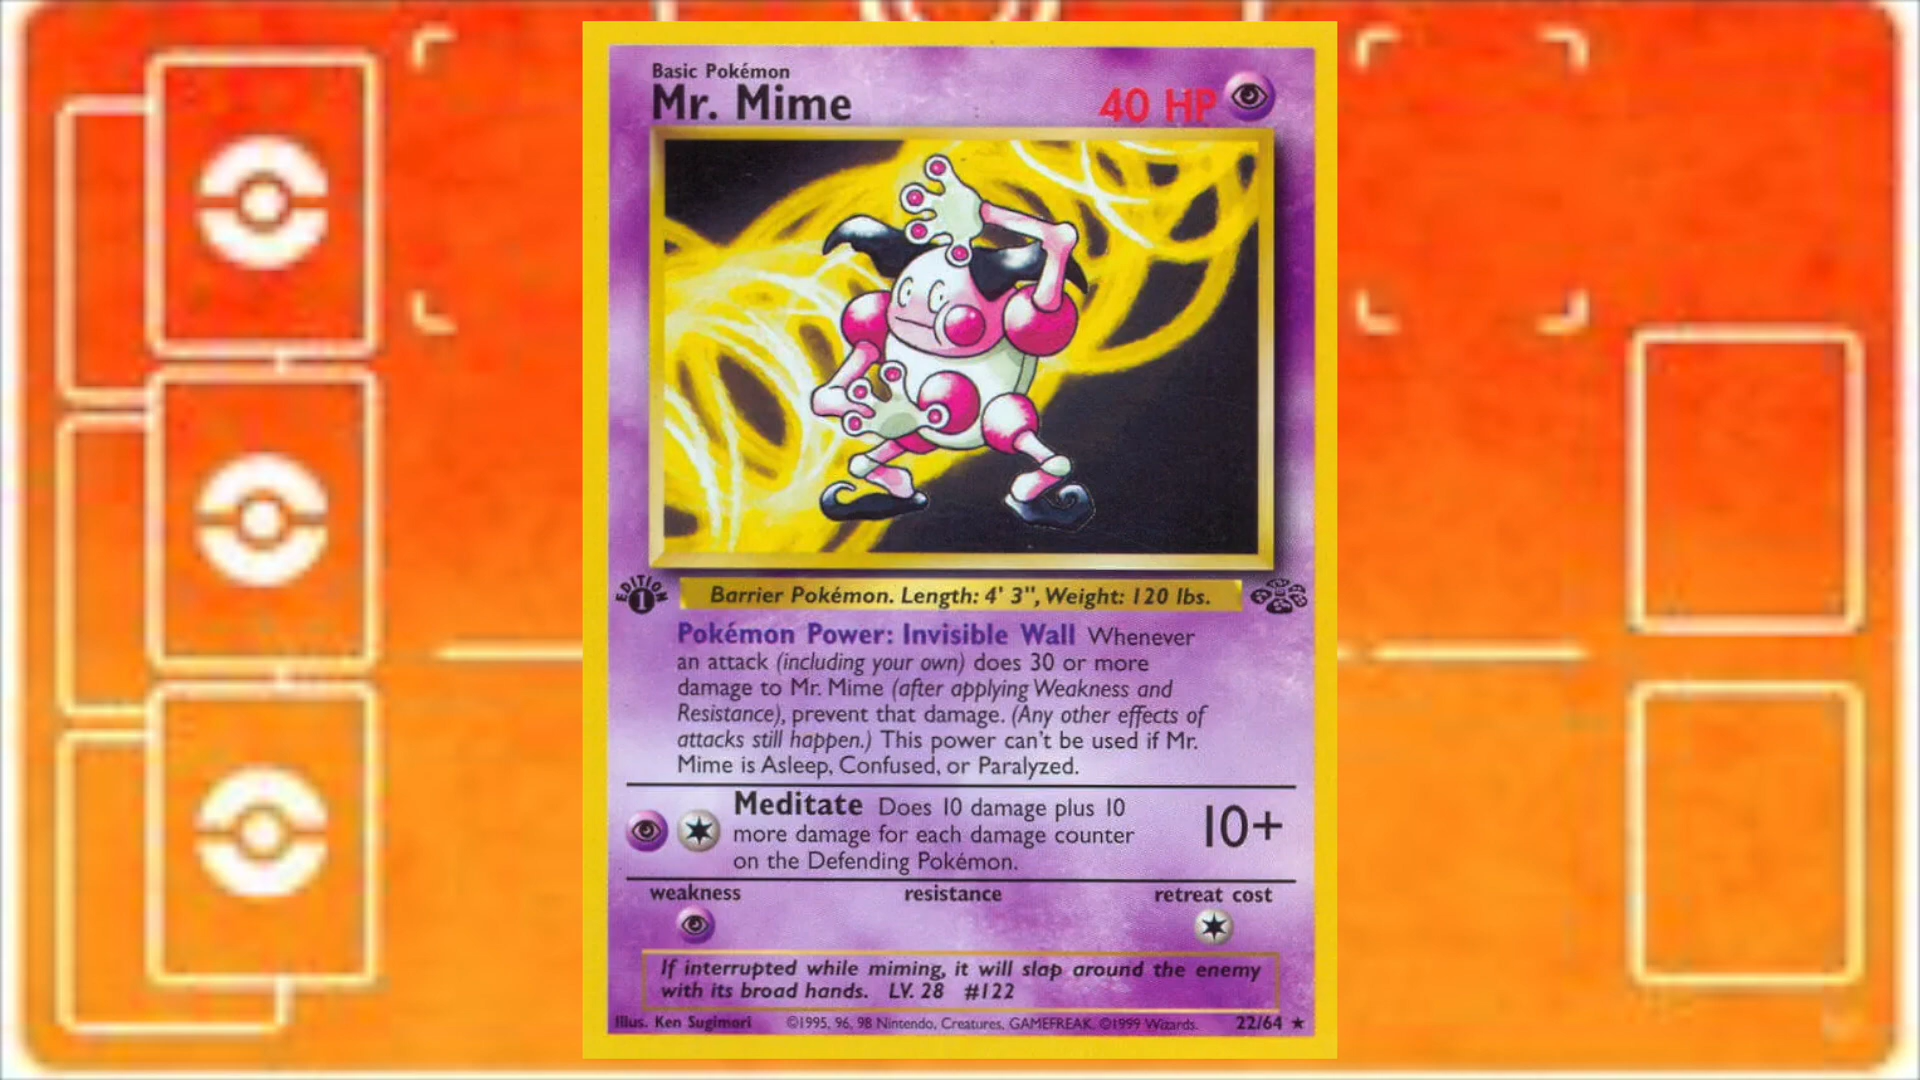 Basic Pokémon
Mr. Mime
40 HP
EDITION
1
Barrier Pokémon. Length: 4' 3", Weight: 120 lbs.
Pokémon Power: Invisible Wall Whenever
an attack (including your own) does 30 or more
damage to Mr. Mime (after applying Weakness and
Resistance), prevent that damage. (Any other effects of
attacks still happen.) This power can't be used if Mr.
Mime is Asleep, Confused, or Paralyzed.
Meditate Does 10 damage plus 10
more damage for each damage counter
on the Defending Pokémon.
10+
weakness
resistance
retreat cost
If interrupted while miming, it will slap around the enemy
with its broad hands. LV. 28 #122
Illus. Ken Sugimori ©1995, 96, 98 Nintendo, Creatures, GAMEFREAK. ©1999 Wizards. 22/64 ★